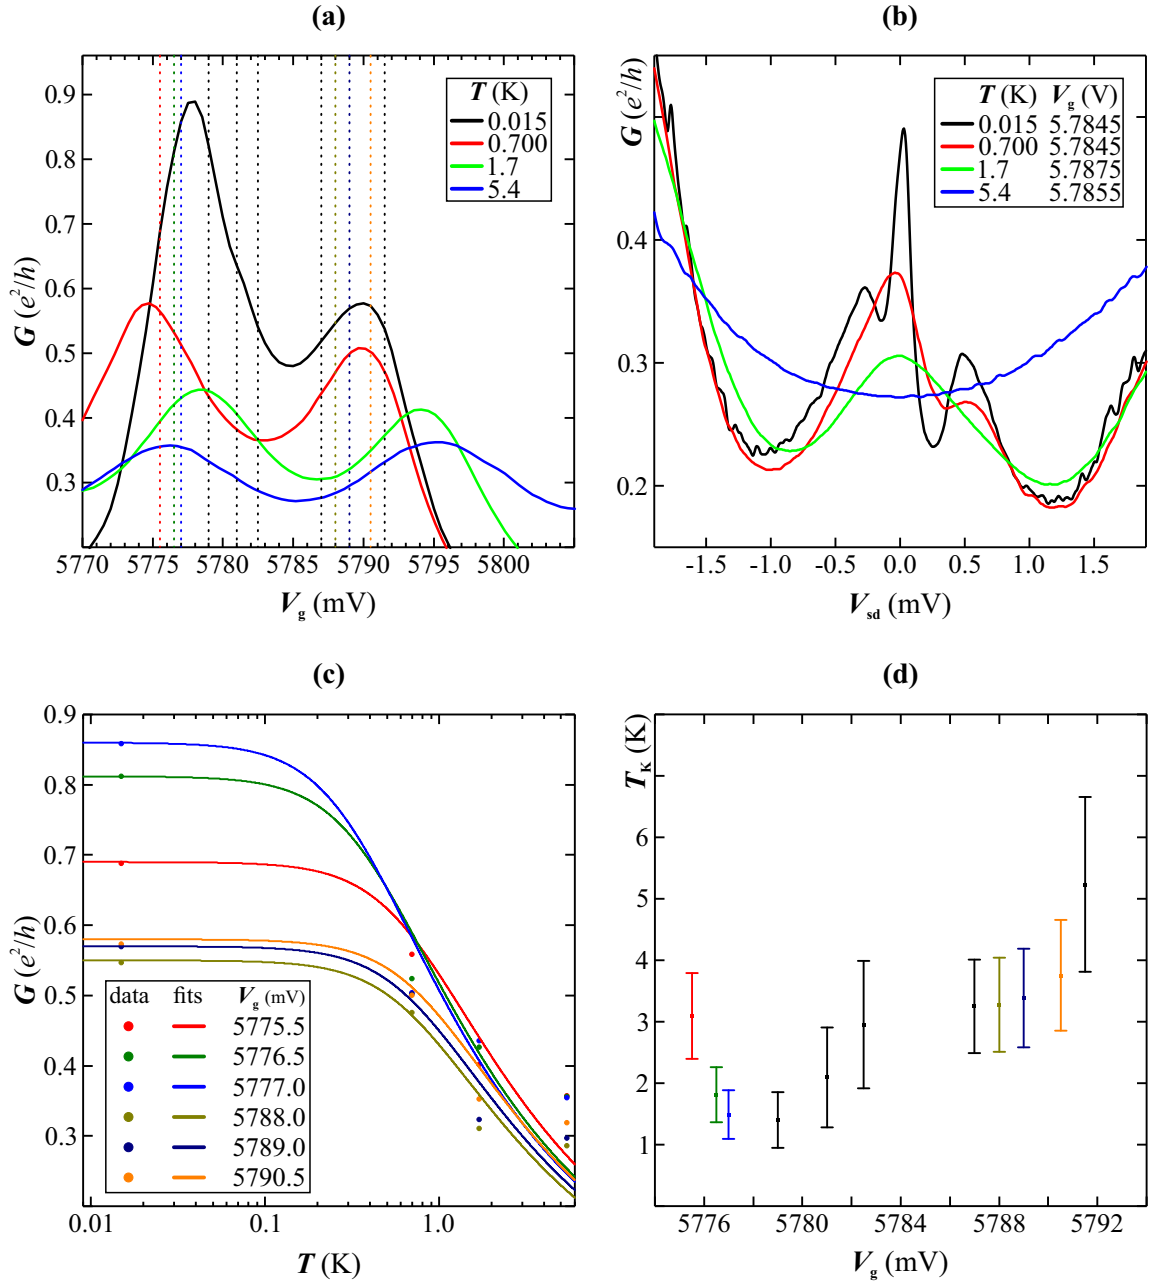 (a)
G (e²/h)
0.9
0.8
0.7
0.6
0.5
0.4
0.3
T (K)
0.015
0.700
1.7
5.4
5770 5775 5780 5785 5790 5795 5800
Vg (mV)
(b)
G (e²/h)
0.4
0.3
0.2
T (K) Vg (V)
0.015 5.7845
0.700 5.7845
1.7 5.7875
5.4 5.7855
-1.5 -1.0 -0.5 0.0 0.5 1.0 1.5
Vsd (mV)
(c)
G (e²/h)
0.9
0.8
0.7
0.6
0.5
0.4
0.3
data fits Vg (mV)
5775.5
5776.5
5777.0
5788.0
5789.0
5790.5
0.01 0.1 1.0
T (K)
(d)
TK (K)
6
5
4
3
2
1
5776 5780 5784 5788 5792
Vg (mV)